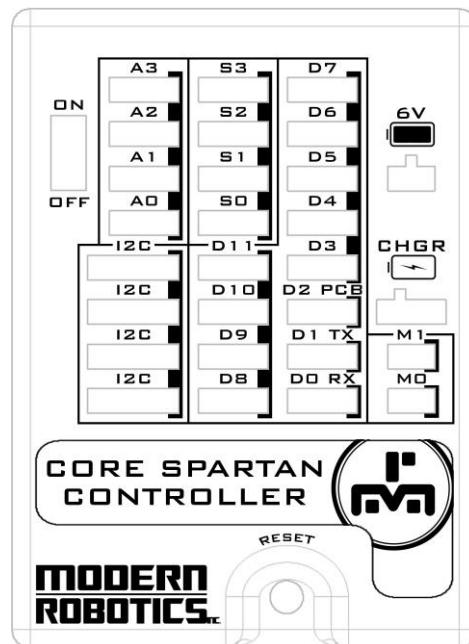 A3 S3 D7
ON A2 S2 D6 6V
A1 S1 D5
OFF A0 S0 D4
I2C D11 D3 CHGR
I2C D10 D2 PCB
I2C D9 D1 TX M1
I2C D8 D0 RX M0
CORE SPARTAN
CONTROLLER
RESET
MODERN
ROBOTICS INC.